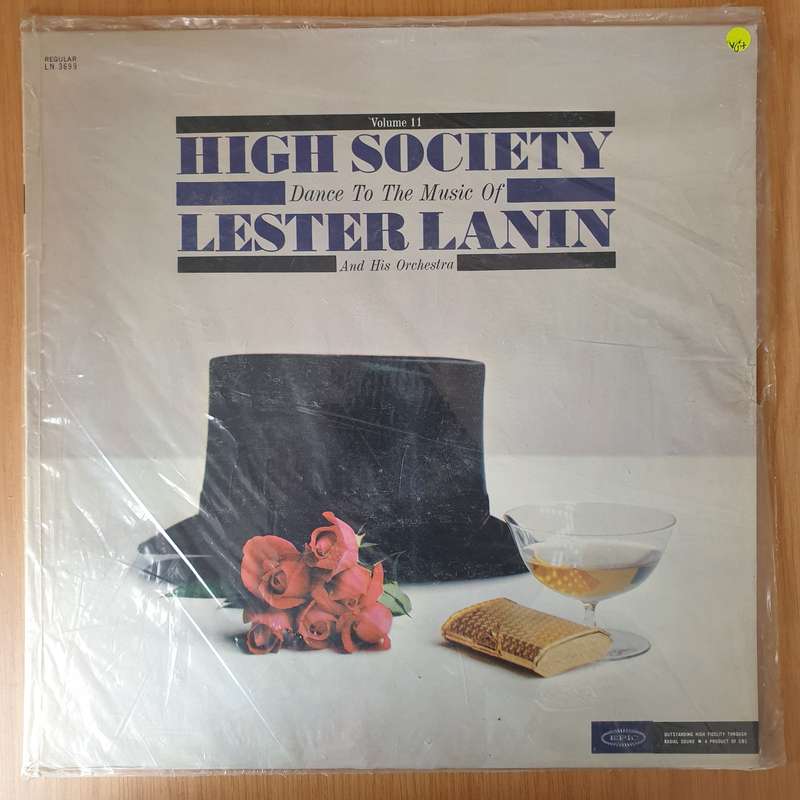 REGULAR
LN 3699
VG+
Volume 11
HIGH SOCIETY
Dance To The Music Of
LESTER LANIN
And His Orchestra
EPIC
OUTSTANDING HIGH FIDELITY THROUGH
RADIAL SOUND ★ A PRODUCT OF CBS